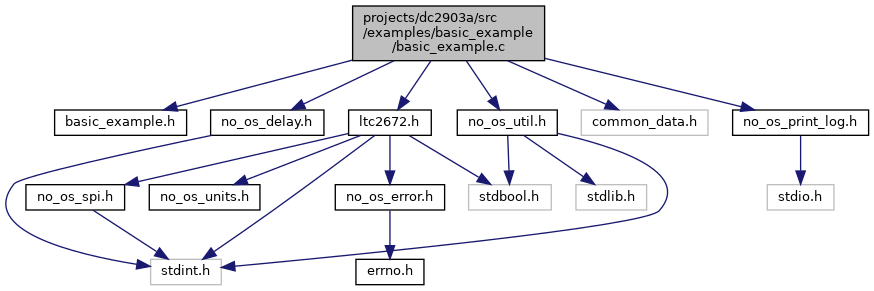 projects/dc2903a/src
/examples/basic_example
/basic_example.c
basic_example.h
no_os_delay.h
ltc2672.h
no_os_util.h
common_data.h
no_os_print_log.h
no_os_spi.h
no_os_units.h
no_os_error.h
stdbool.h
stdlib.h
stdio.h
stdint.h
errno.h